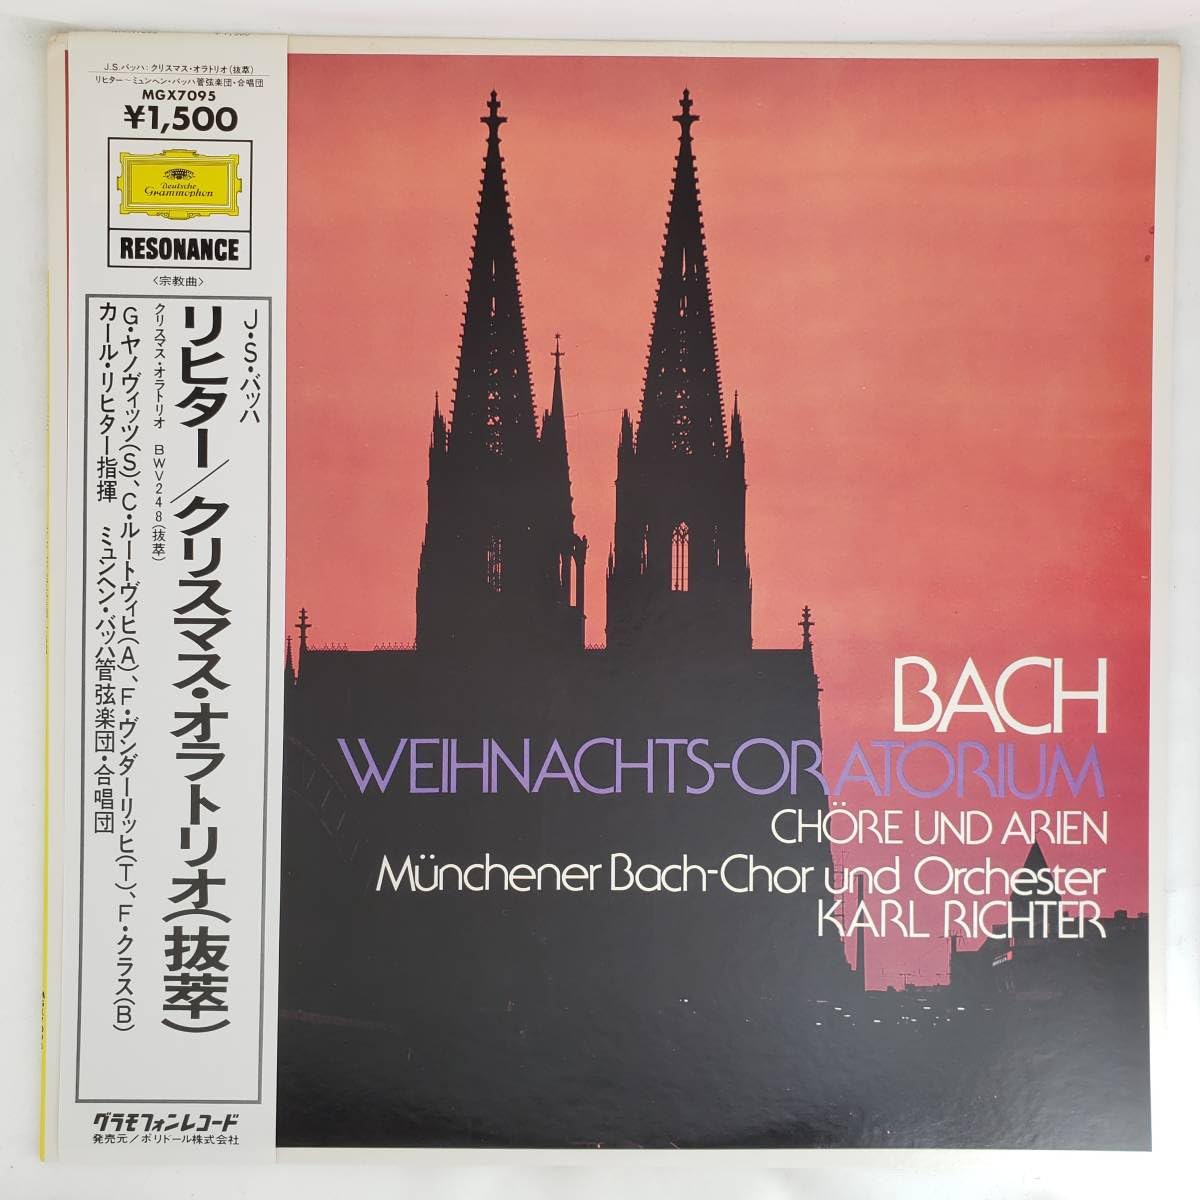 J.S.バッハ:クリスマス・オラトリオ(抜萃)
リヒター〜ミュンヘン・バッハ管弦楽団・合唱団
MGX7095
¥1,500
Deutsche
Grammophon
RESONANCE
〈宗教曲〉
J・S・バッハ
リヒター/クリスマス・オラトリオ(抜萃)
クリスマス・オラトリオ BWV248(抜萃)
G・ヤノヴィッツ(S)、C・ルートヴィヒ(A)、F・ヴンダーリッヒ(T)、F・クラス(B)
カール・リヒター指揮 ミュンヘン・バッハ管弦楽団・合唱団
グラモフォンレコード
発売元/ポリドール株式会社
BACH
WEIHNACHTS-ORATORIUM
CHÖRE UND ARIEN
Münchener Bach-Chor und Orchester
KARL RICHTER